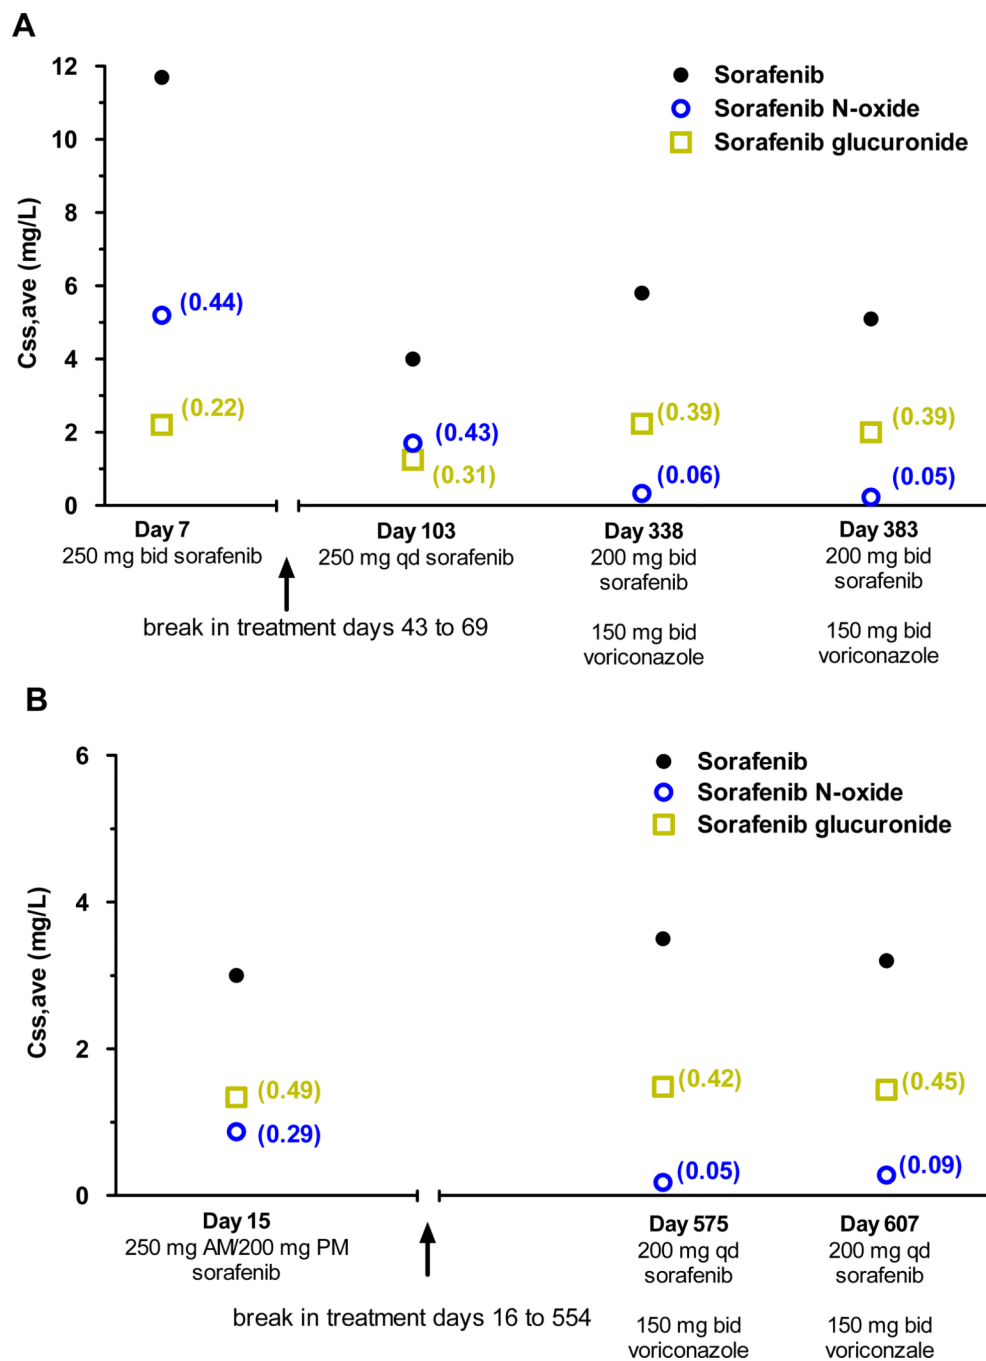 A
12
10
8
6
4
2
0
Css,ave (mg/L)
Sorafenib
Sorafenib N-oxide
Sorafenib glucuronide
(0.44)
(0.22)
(0.43)
(0.31)
(0.39)
(0.06)
(0.39)
(0.05)
Day 7
250 mg bid sorafenib
Day 103
250 mg qd sorafenib
Day 338
200 mg bid
sorafenib
150 mg bid
voriconazole
Day 383
200 mg bid
sorafenib
150 mg bid
voriconazole
break in treatment days 43 to 69
B
6
4
2
0
Css,ave (mg/L)
Sorafenib
Sorafenib N-oxide
Sorafenib glucuronide
(0.49)
(0.29)
(0.42)
(0.05)
(0.45)
(0.09)
Day 15
250 mg AM/200 mg PM
sorafenib
Day 575
200 mg qd
sorafenib
150 mg bid
voriconazole
Day 607
200 mg qd
sorafenib
150 mg bid
voriconzale
break in treatment days 16 to 554